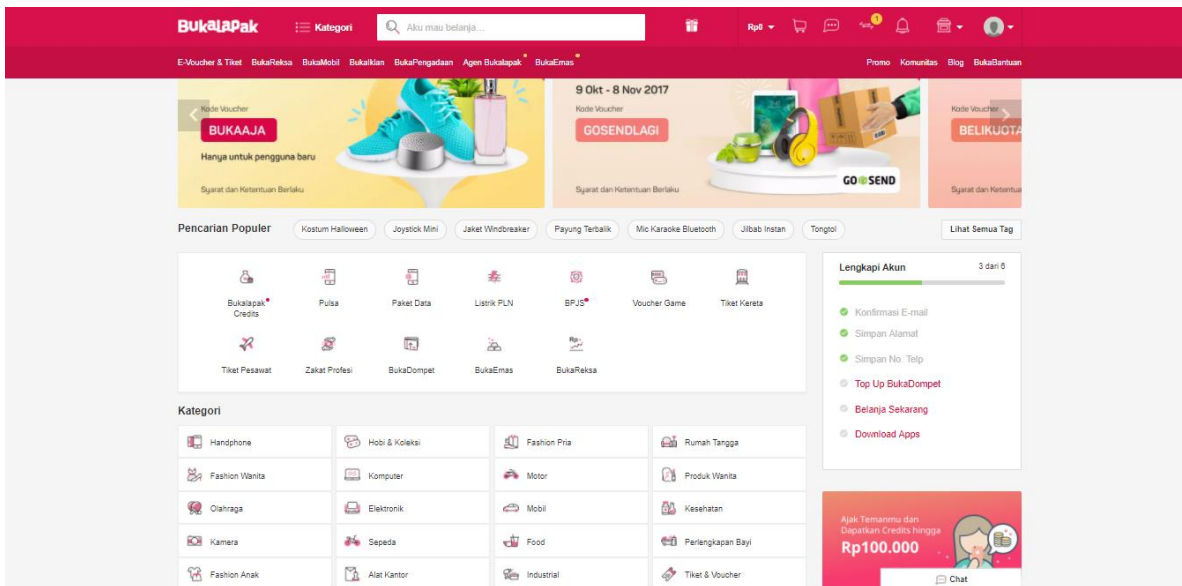 BukaLaPak
Kategori
Aku mau belanja...
Rp0
1
E-Voucher & Tiket BukaReksa BukaMobil BukaIklan BukaPengadaan Agen Bukalapak BukaEmas
Promo Komunitas Blog BukaBantuan
Kode Voucher
BUKAAJA
Hanya untuk pengguna baru
Syarat dan Ketentuan Berlaku
9 Okt - 8 Nov 2017
Kode Voucher
GOSENDLAGI
Syarat dan Ketentuan Berlaku
GO SEND
Kode Voucher
BELIKUOTA
Syarat dan Ketentua
Pencarian Populer
Kostum Halloween
Joystick Mini
Jaket Windbreaker
Payung Terbalik
Mic Karaoke Bluetooth
Jilbab Instan
Tongtol
Lihat Semua Tag
Bukalapak
Credits
Pulsa
Paket Data
Listrik PLN
BPJS
Voucher Game
Tiket Kereta
Tiket Pesawat
Zakat Profesi
BukaDompet
BukaEmas
Rp
BukaReksa
Lengkapi Akun
3 dari 6
Konfirmasi E-mail
Simpan Alamat
Simpan No. Telp
Top Up BukaDompet
Belanja Sekarang
Download Apps
Kategori
Handphone
Hobi & Koleksi
Fashion Pria
Rumah Tangga
Fashion Wanita
Komputer
Motor
Produk Wanita
Olahraga
Elektronik
Mobil
Kesehatan
Kamera
Sepeda
Food
Perlengkapan Bayi
Fashion Anak
Alat Kantor
Industrial
Tiket & Voucher
Ajak Temanmu dan
Dapatkan Credits hingga
Rp100.000
Chat